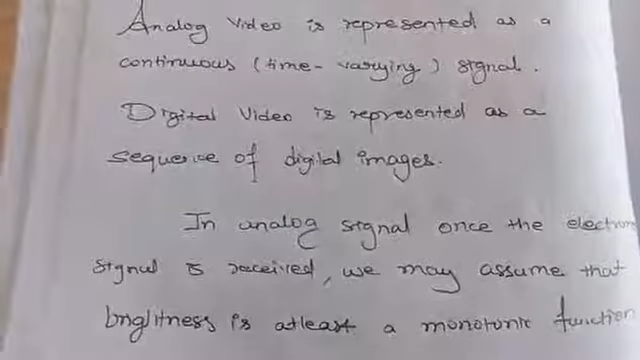 Analog Video is represented as a
continuous (time-varying) signal.
Digital Video is represented as a
sequence of digital images.
In analog signal once the electron
signal is received, we may assume that
brightness is atleast a monotonic function